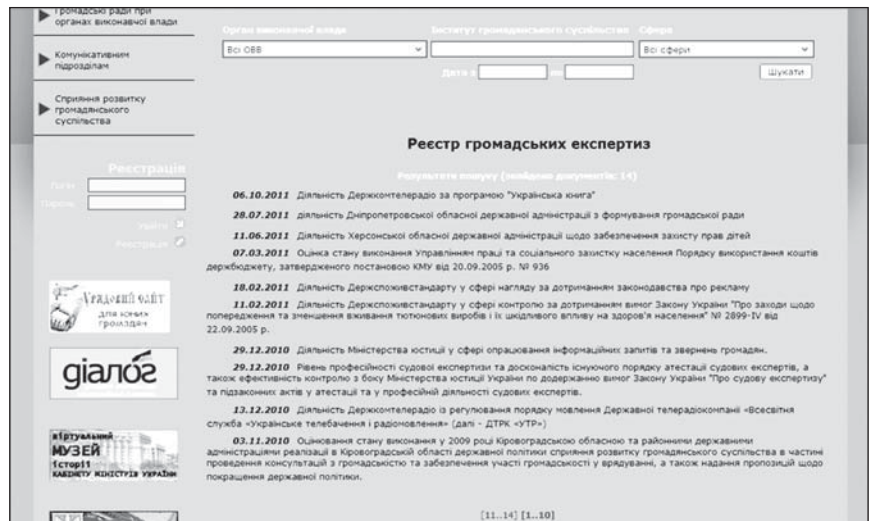 Громадські ради при
органах виконавчої влади
Комунікативним
підрозділам
Сприяння розвитку
громадянського
суспільства
Реєстрація
Логін
Пароль
Увійти
Реєстрація
Урядовий сайт
для юних
громадян
діалог
віртуальний
МУЗЕЙ
історії
КАБІНЕТУ МІНІСТРІВ УКРАЇНИ
Орган виконавчої влади Інститут громадянського суспільства Сфера
Всі ОВВ Всі сфери
Дата з по Шукати
Реєстр громадських експертиз
Результати пошуку (знайдено документів: 14)
06.10.2011 Діяльність Держкомтелерадіо за програмою "Українська книга"
28.07.2011 діяльність Дніпропетровської обласної державної адміністрації з формування громадської ради
11.06.2011 Діяльність Херсонської обласної державної адміністрації щодо забезпечення захисту прав дітей
07.03.2011 Оцінка стану виконання Управлінням праці та соціального захистку населення Порядку використання коштів
держбюджету, затвердженого постановою КМУ від 20.09.2005 р. № 936
18.02.2011 Діяльність Держспоживстандарту у сфері нагляду за дотриманням законодавства про рекламу
11.02.2011 Діяльність Держспоживстандарту у сфері контролю за дотриманням вимог Закону України "Про заходи щодо
попередження та зменшення вживання тютюнових виробів і їх шкідливого впливу на здоров'я населення" № 2899-IV від
22.09.2005 р.
29.12.2010 Діяльність Міністерства юстиції у сфері опрацювання інформаційних запитів та звернень громадян.
29.12.2010 Рівень професійності судової експертизи та досконалість існуючого порядку атестації судових експертів, а
також ефективність контролю з боку Міністерства юстиції України по додержанню вимог Закону України "Про судову експертизу"
та підзаконних актів у атестації та у професійній діяльності судових експертів.
13.12.2010 Діяльність Держкомтелерадіо із регулювання порядку мовлення Державної телерадіокомпанії «Всесвітня
служба «Українське телебачення і радіомовлення» (далі - ДТРК «УТР»)
03.11.2010 Оцінювання стану виконання у 2009 році Кіровоградською обласною та районними державними
адміністраціями реалізації в Кіровоградській області державної політики сприяння розвитку громадянського суспільства в частині
проведення консультацій з громадськістю та забезпечення участі громадськості у врядуванні, а також надання пропозицій щодо
покращення державної політики.
[11..14] [1..10]